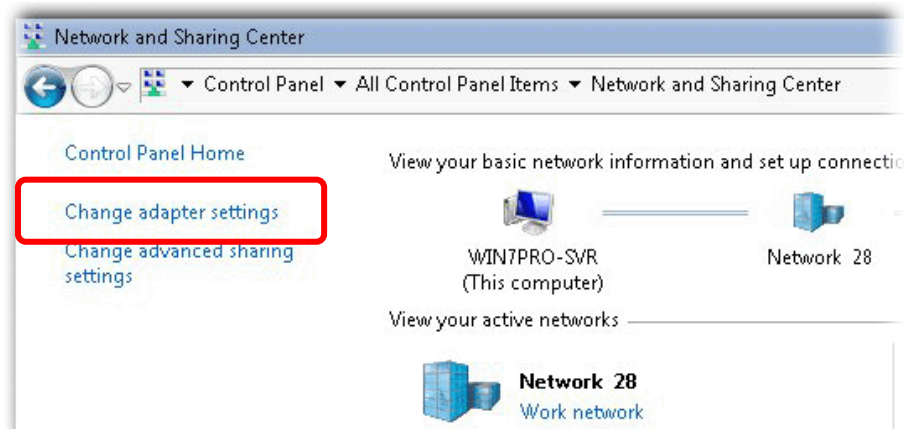 Network and Sharing Center
Control Panel All Control Panel Items Network and Sharing Center
Control Panel Home
Change adapter settings
Change advanced sharing
settings
View your basic network information and set up
WIN7PRO-SVR
(This computer)
Network 28
View your active networks
Network 28
Work network